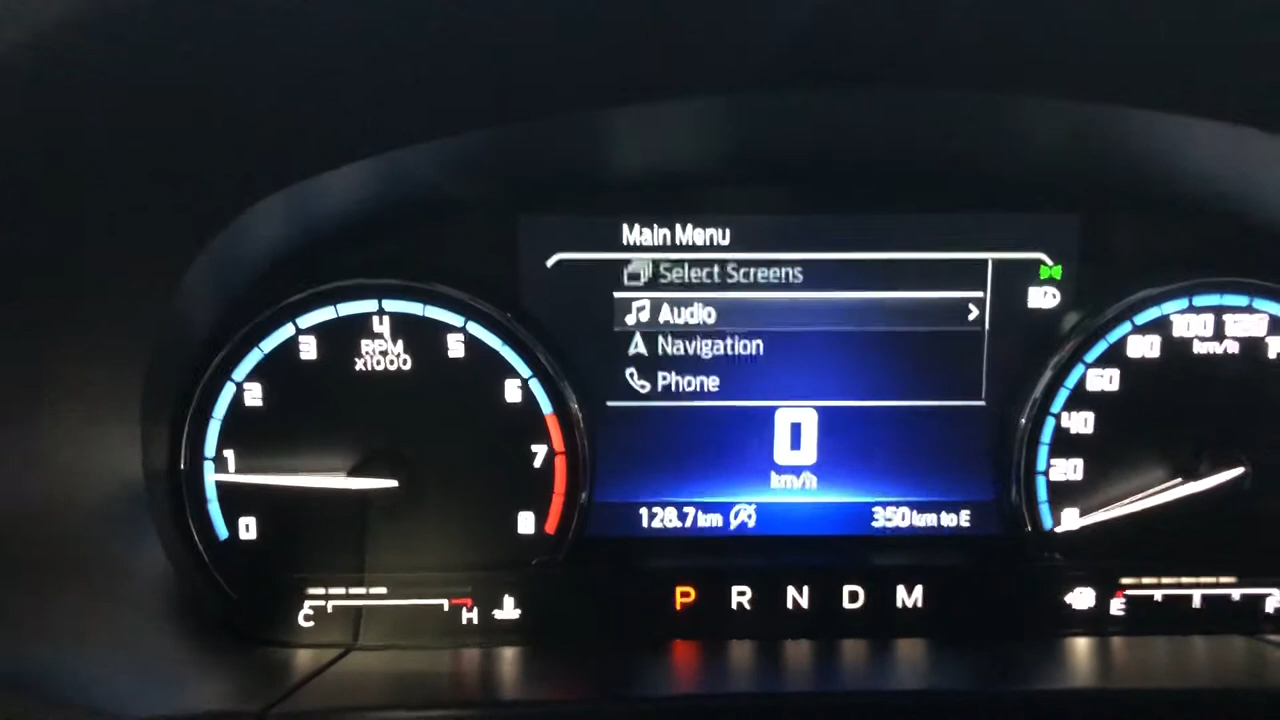 Main Menu
Select Screens
Audio
Navigation
Phone
0
km/h
128.7 km
350 km to E
0
1
2
3
4
5
6
7
8
RPM
x1000
0
20
40
60
80
100
120
km/h
C
H
P R N D M
E